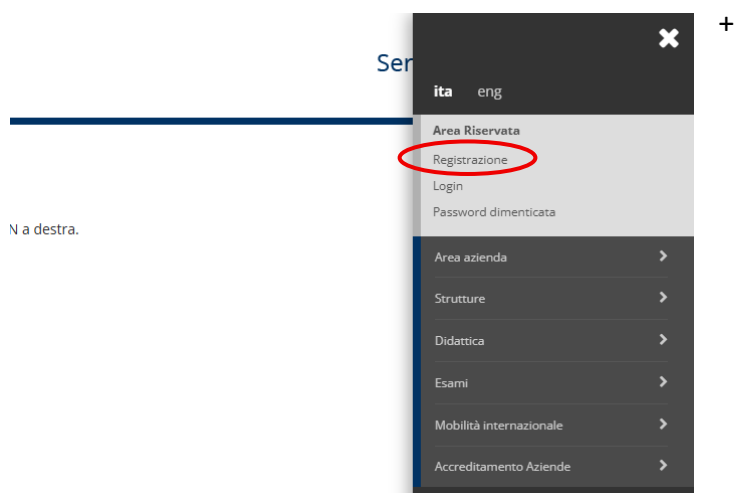 +
Ser
ita eng
Area Riservata
Registrazione
Login
Password dimenticata
N a destra.
Area azienda
Strutture
Didattica
Esami
Mobilità internazionale
Accreditamento Aziende